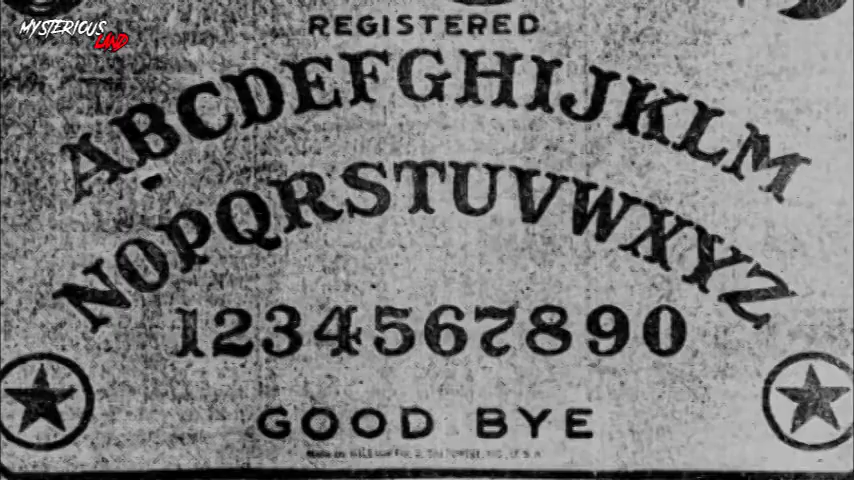 MYSTERIOUS
LAND
REGISTERED
ABCDEFGHIJKLM
NOPQRSTUVWXYZ
1234567890
GOOD BYE